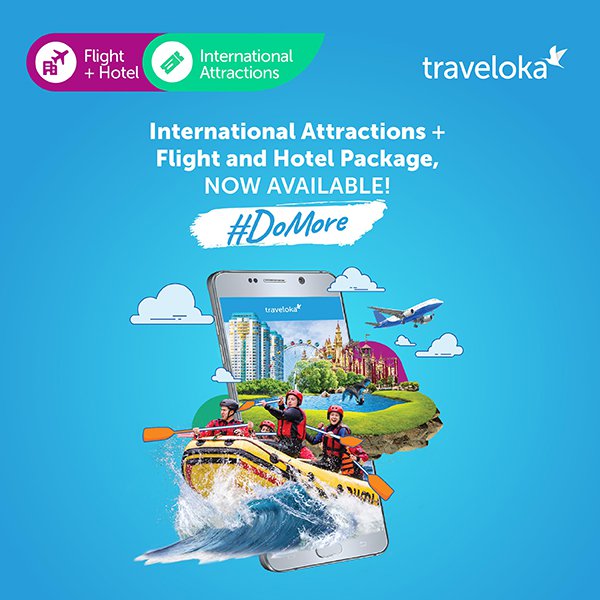 Flight
+ Hotel
International
Attractions
traveloka
International Attractions +
Flight and Hotel Package,
NOW AVAILABLE!
#DoMore
traveloka